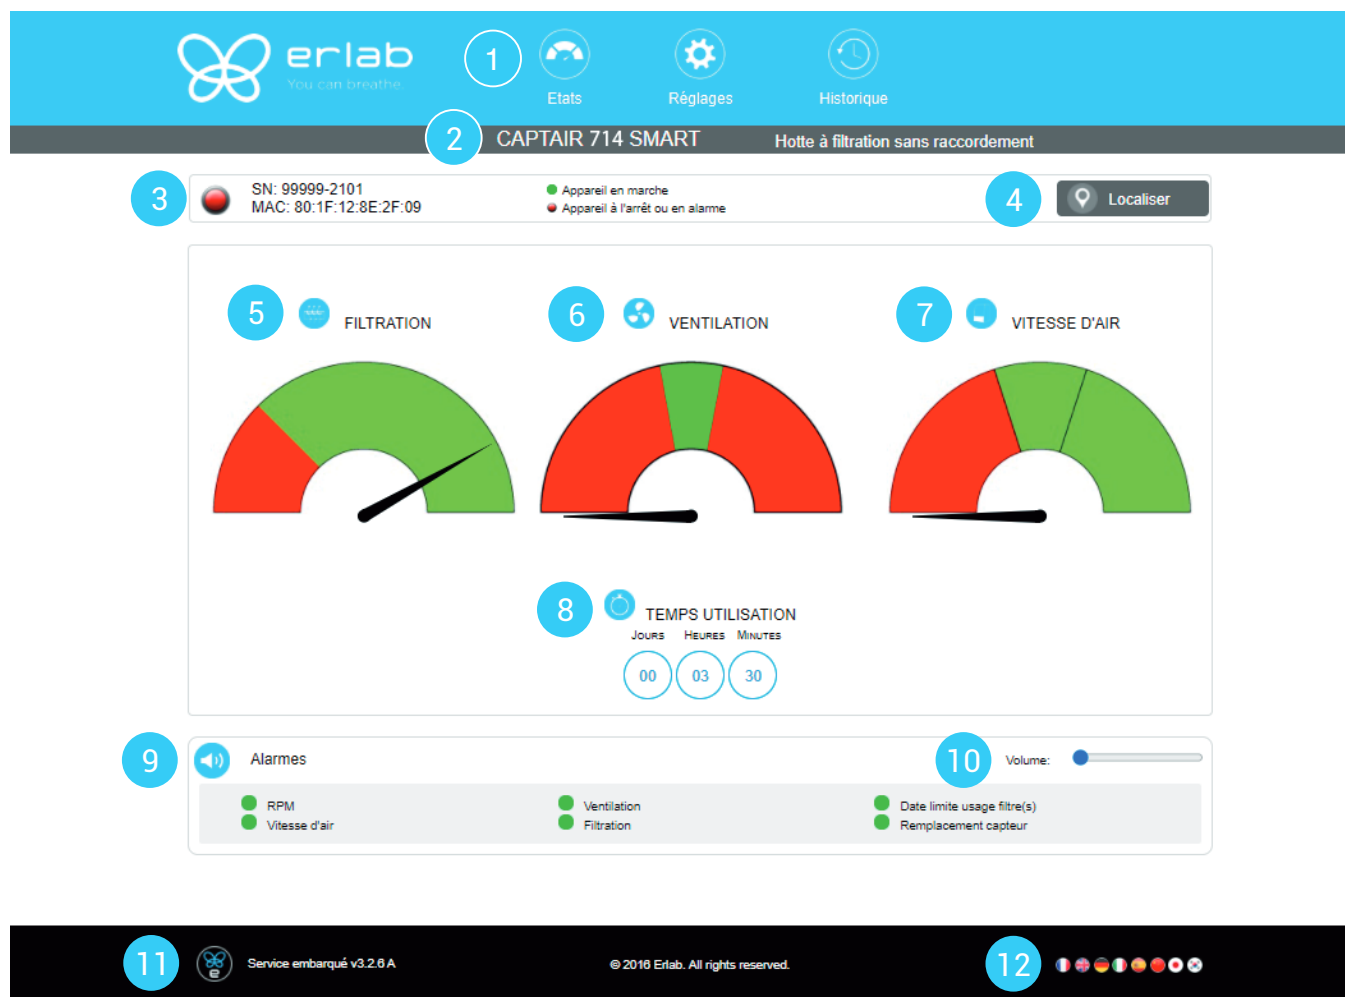 erlab
You can breathe.
1
Etats
Réglages
Historique
2
CAPTAIR 714 SMART
Hotte à filtration sans raccordement
3
SN: 99999-2101
MAC: 80:1F:12:8E:2F:09
Appareil en marche
Appareil à l'arrêt ou en alarme
4
Localiser
5
FILTRATION
6
VENTILATION
7
VITESSE D'AIR
8
TEMPS UTILISATION
JOURS HEURES MINUTES
00 03 30
9
Alarmes
10
Volume:
RPM
Vitesse d'air
Ventilation
Filtration
Date limite usage filtre(s)
Remplacement capteur
11
e
Service embarqué v3.2.6 A
© 2016 Erlab. All rights reserved.
12